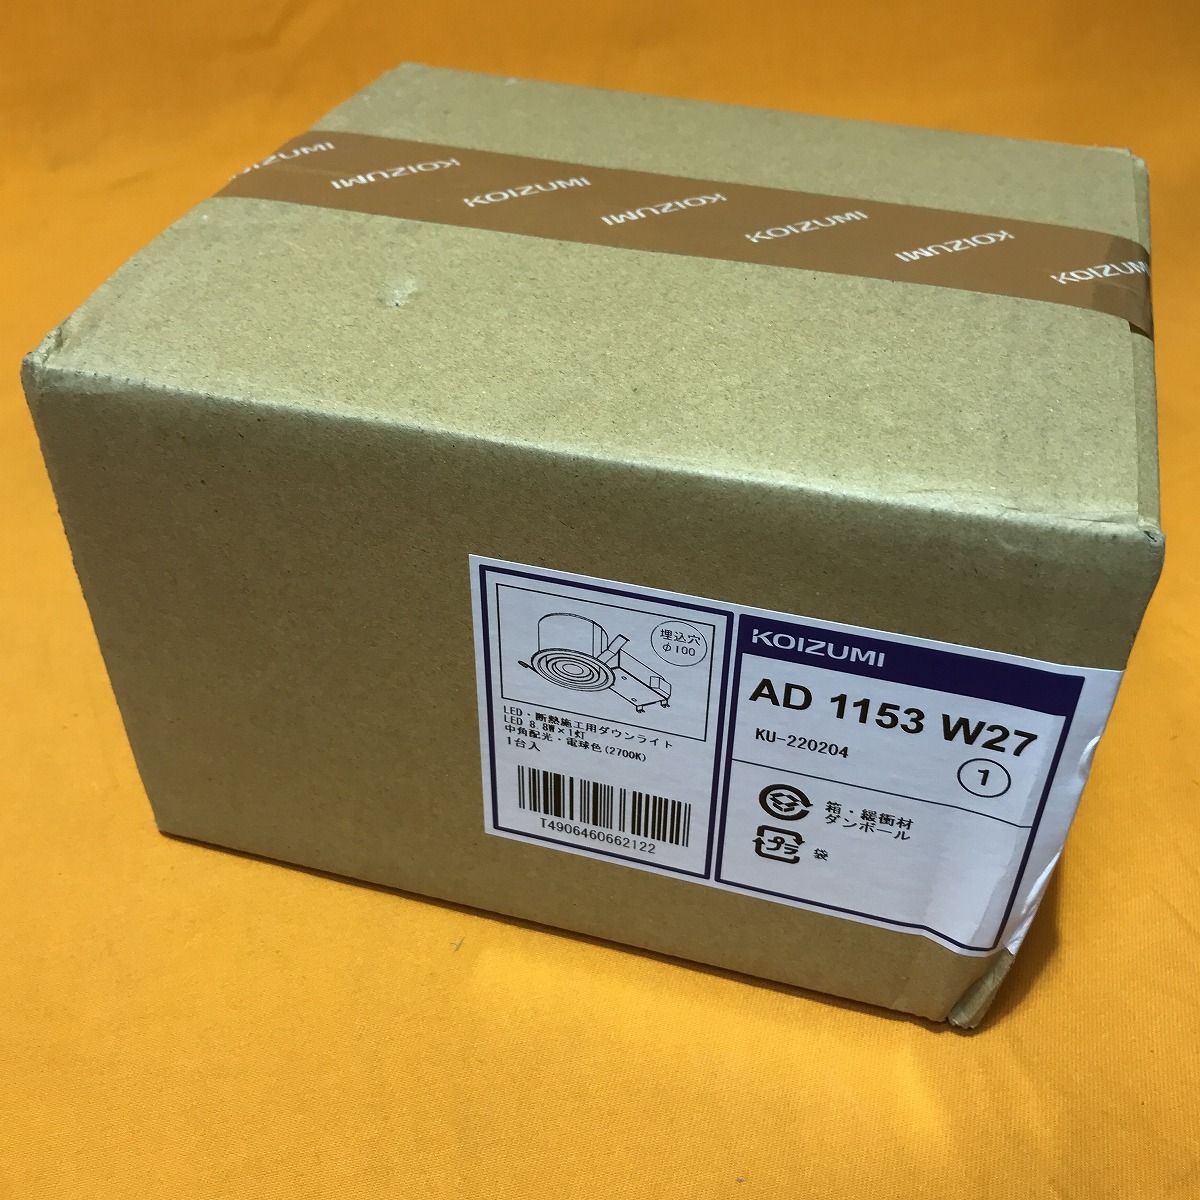 KOIZUMI KOIZUMI KOIZUMI KOIZUMI KOIZUMI KOIZUMI KOIZUMI
埋込穴
φ100
LED・断熱施工用ダウンライト
LED 8.8W×1灯
中角配光・電球色(2700K)
1台入
T4906460662122
KOIZUMI
AD 1153 W27
KU-220204
1
箱・緩衝材
ダンボール
プラ
袋